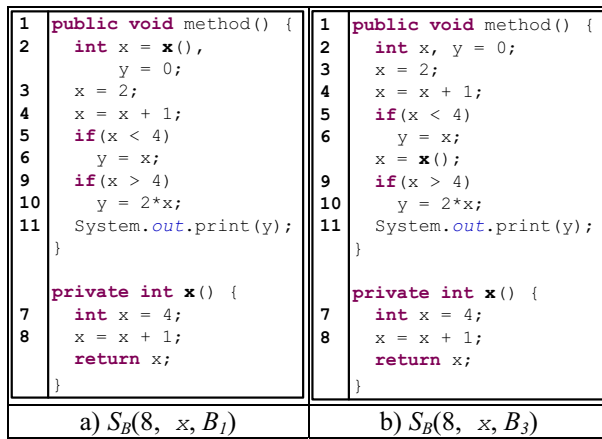 1 public void method() {
2 int x = x(),
y = 0;
3 x = 2;
4 x = x + 1;
5 if(x < 4)
6 y = x;
9 if(x > 4)
10 y = 2*x;
11 System.out.print(y);
}
private int x() {
7 int x = 4;
8 x = x + 1;
return x;
}
a) SB(8, x, B1)
1 public void method() {
2 int x, y = 0;
3 x = 2;
4 x = x + 1;
5 if(x < 4)
6 y = x;
x = x();
9 if(x > 4)
10 y = 2*x;
11 System.out.print(y);
}
private int x() {
7 int x = 4;
8 x = x + 1;
return x;
}
b) SB(8, x, B3)